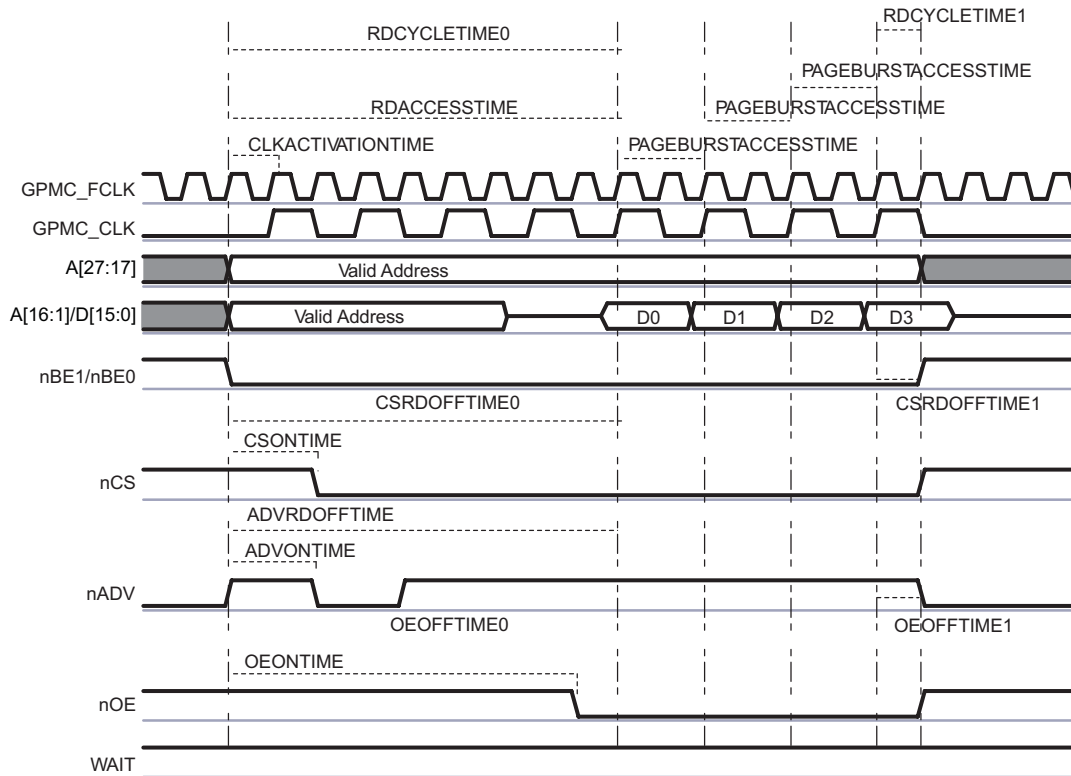 RDCYCLETIME1
RDCYCLETIME0
PAGEBURSTACCESSTIME
RDACCESSTIME
PAGEBURSTACCESSTIME
CLKACTIVATIONTIME
PAGEBURSTACCESSTIME
GPMC_FCLK
GPMC_CLK
A[27:17]
Valid Address
A[16:1]/D[15:0]
Valid Address
D0
D1
D2
D3
nBE1/nBE0
CSRDOFFTIME0
CSRDOFFTIME1
CSONTIME
nCS
ADVRDOFFTIME
ADVONTIME
nADV
OEOFFTIME0
OEOFFTIME1
OEONTIME
nOE
WAIT